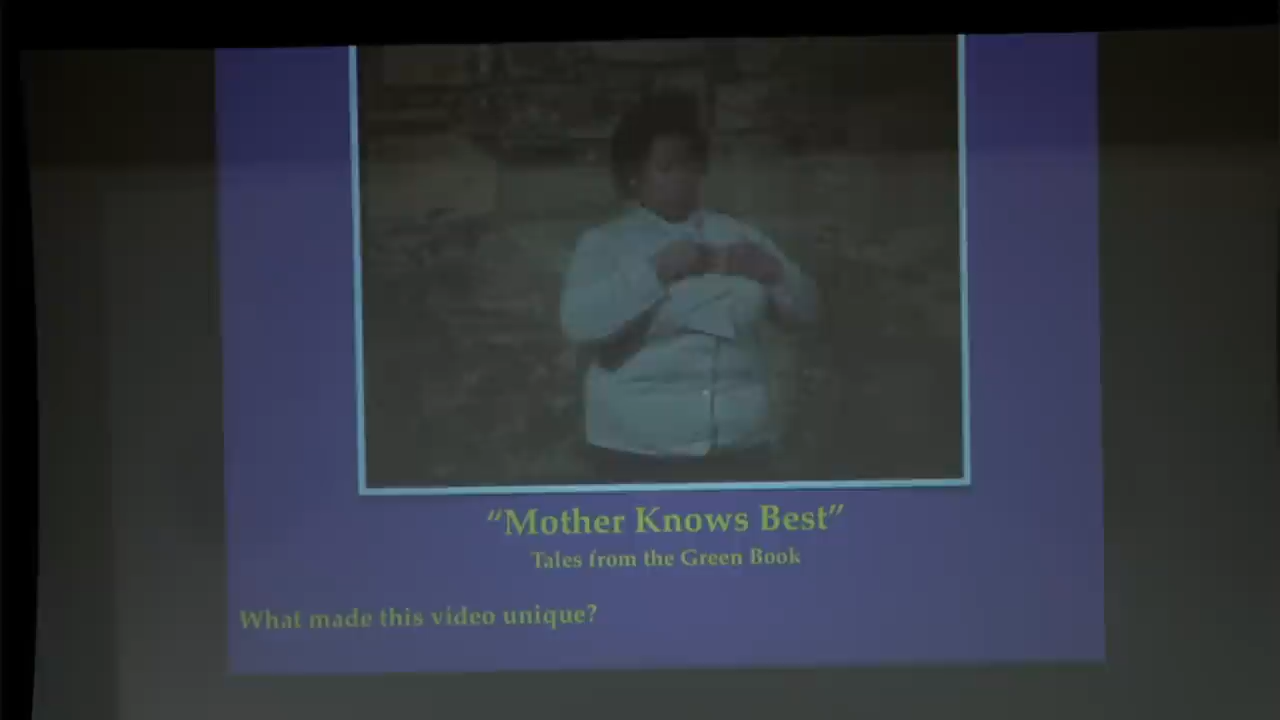 “Mother Knows Best”
Tales from the Green Book
What made this video unique?